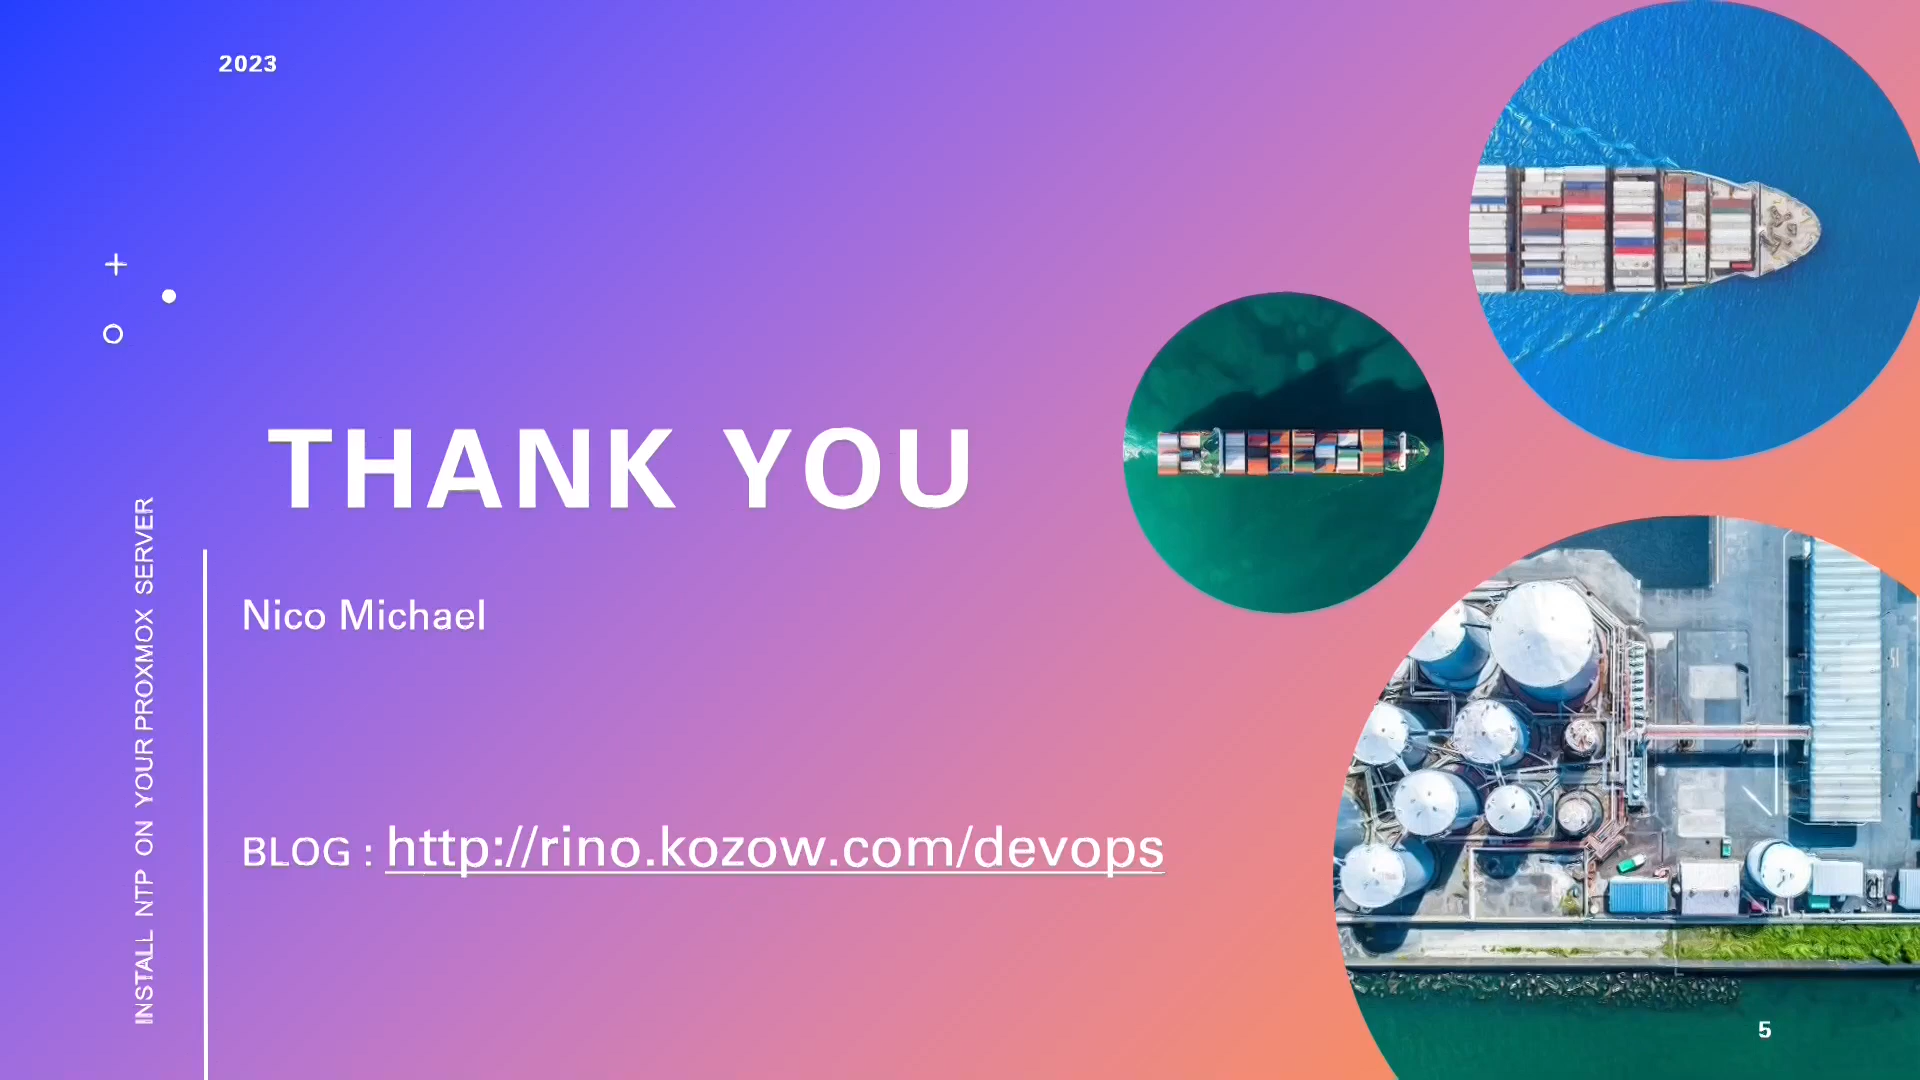 2023
THANK YOU
INSTALL NTP ON YOUR PROXMOX SERVER
Nico Michael
BLOG : http://rino.kozow.com/devops
5